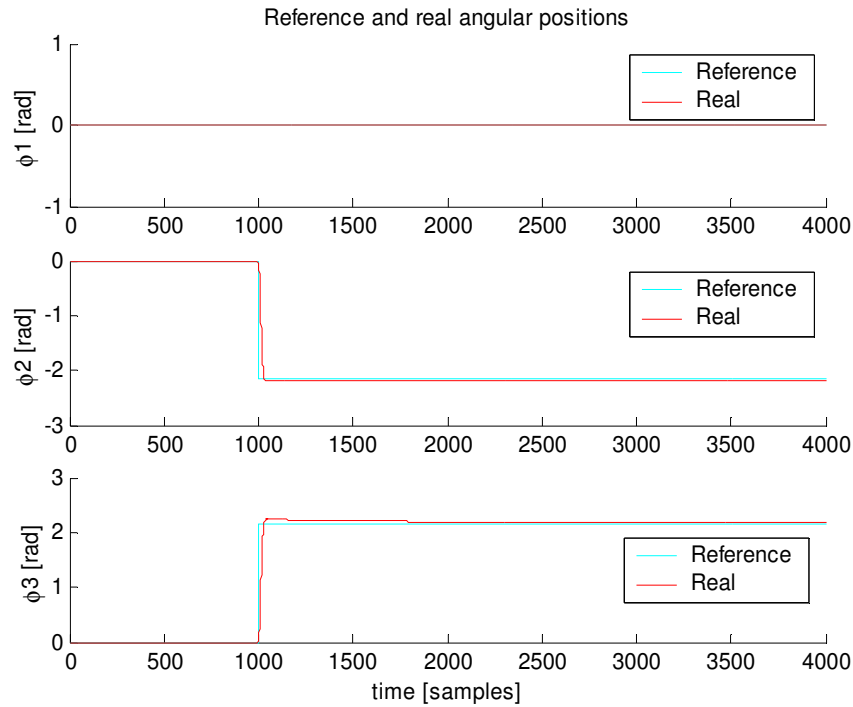 Reference and real angular positions
1
0
-1
ϕ1 [rad]
Reference
Real
0 500 1000 1500 2000 2500 3000 3500 4000
0
-1
-2
-3
ϕ2 [rad]
Reference
Real
0 500 1000 1500 2000 2500 3000 3500 4000
3
2
1
0
ϕ3 [rad]
Reference
Real
0 500 1000 1500 2000 2500 3000 3500 4000
time [samples]